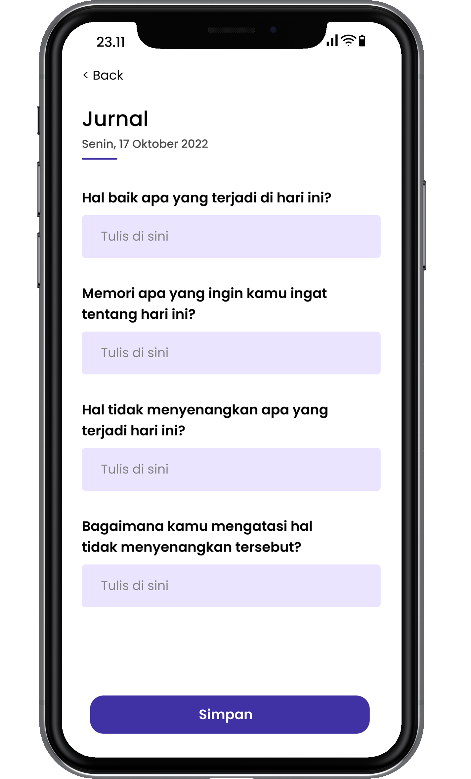 23.11
< Back
Jurnal
Senin, 17 Oktober 2022
Hal baik apa yang terjadi di hari ini?
Tulis di sini
Memori apa yang ingin kamu ingat
tentang hari ini?
Tulis di sini
Hal tidak menyenangkan apa yang
terjadi hari ini?
Tulis di sini
Bagaimana kamu mengatasi hal
tidak menyenangkan tersebut?
Tulis di sini
Simpan